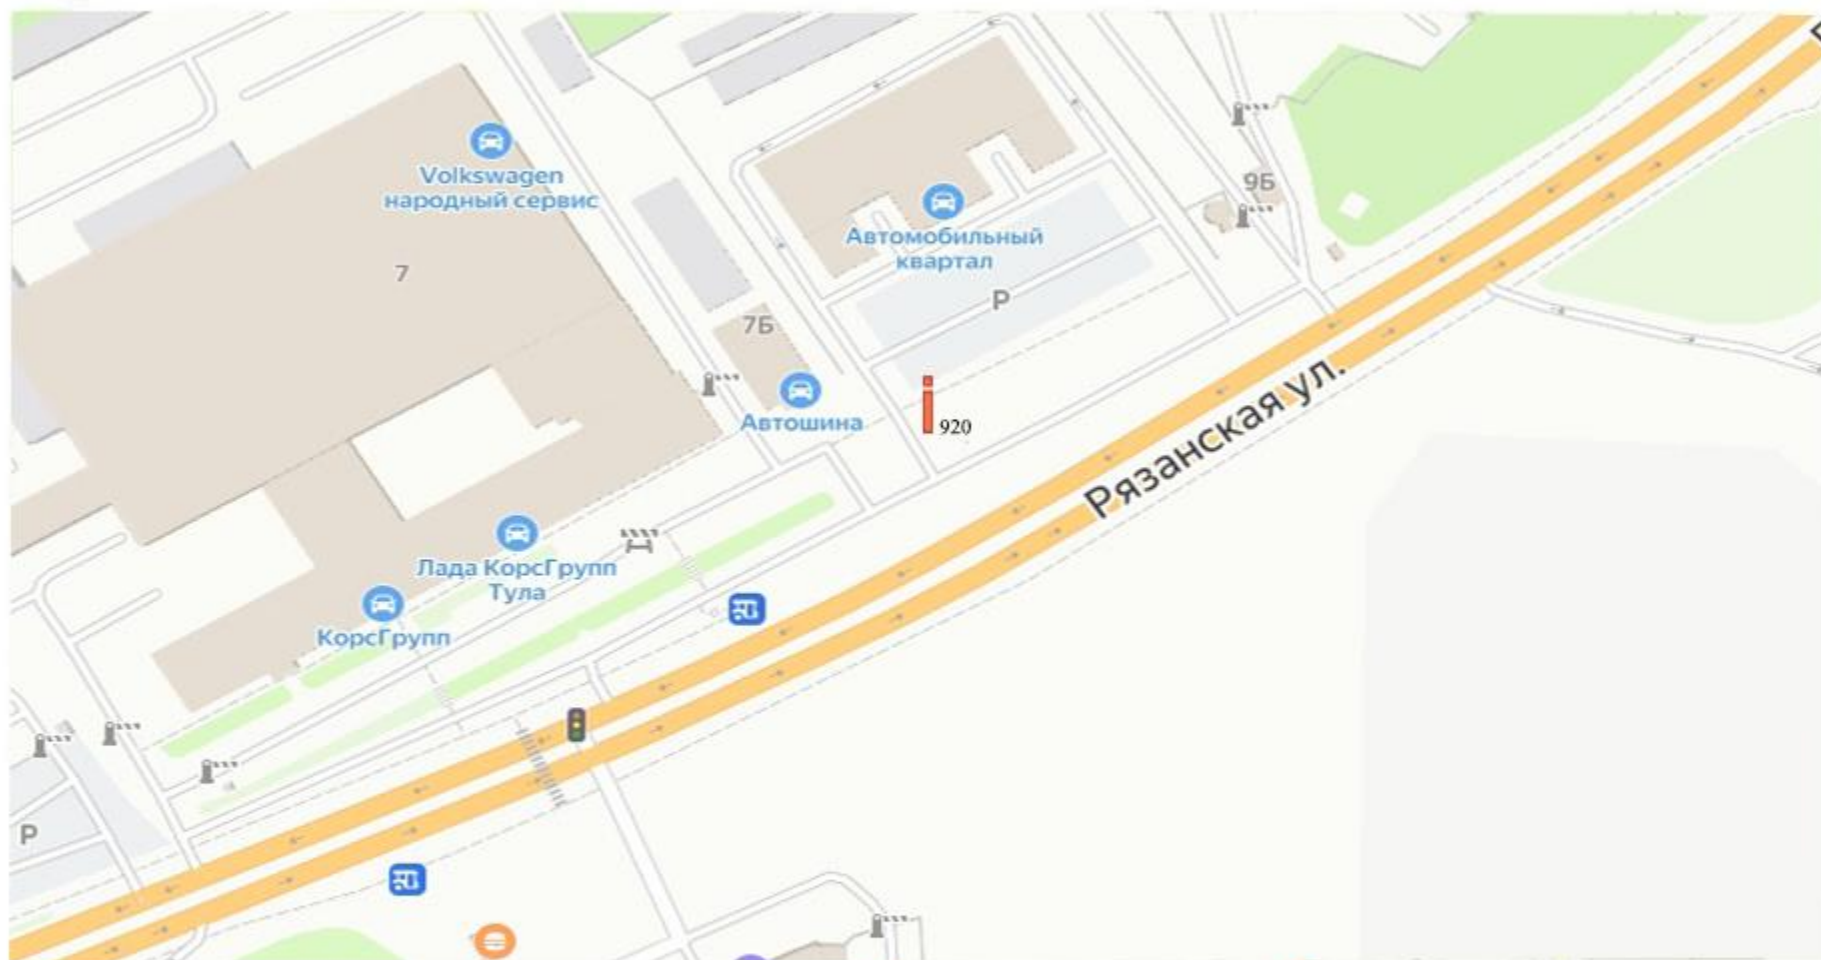 Volkswagen
народный сервис
9Б
Автомобильный
квартал
7
P
7Б
Автошина
920
Рязанская ул.
Лада КорсГрупп
Тула
КорсГрупп
P